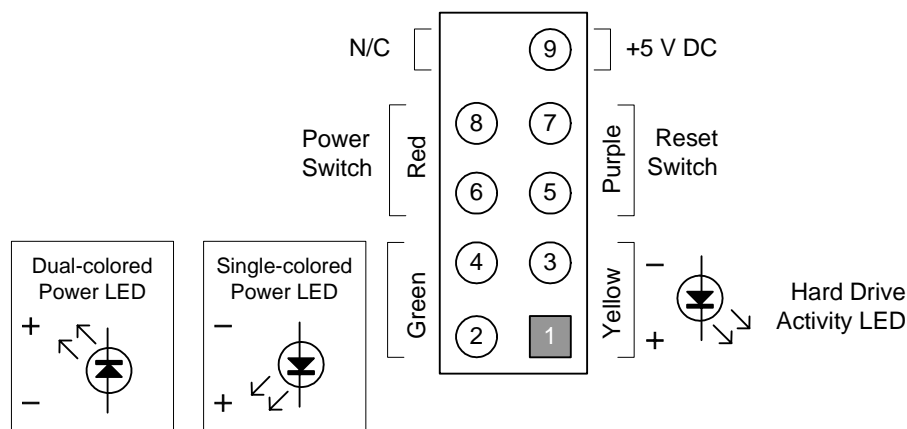 N/C
9
+5 V DC
Power
Switch
Red
8
7
Purple
Reset
Switch
6
5
Dual-colored
Power LED
+
–
Single-colored
Power LED
–
+
Green
4
3
2
1
Yellow
–
+
Hard Drive
Activity LED